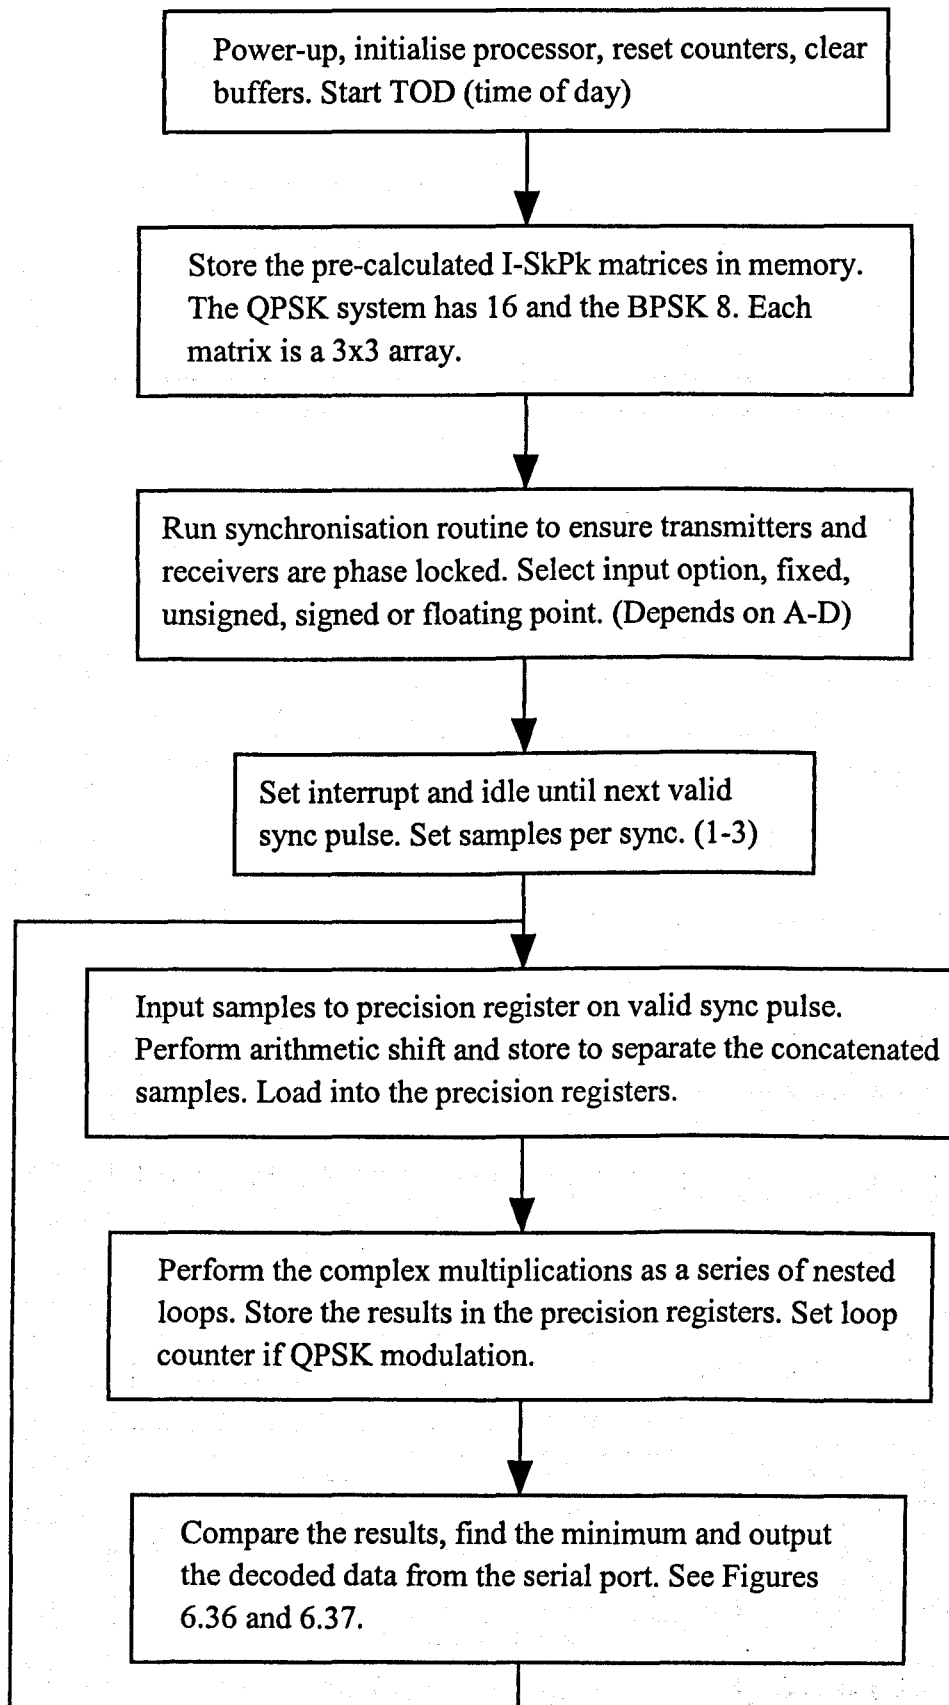 Power-up, initialise processor, reset counters, clear
buffers. Start TOD (time of day)
Store the pre-calculated I-SkPk matrices in memory.
The QPSK system has 16 and the BPSK 8. Each
matrix is a 3x3 array.
Run synchronisation routine to ensure transmitters and
receivers are phase locked. Select input option, fixed,
unsigned, signed or floating point. (Depends on A-D)
Set interrupt and idle until next valid
sync pulse. Set samples per sync. (1-3)
Input samples to precision register on valid sync pulse.
Perform arithmetic shift and store to separate the concatenated
samples. Load into the precision registers.
Perform the complex multiplications as a series of nested
loops. Store the results in the precision registers. Set loop
counter if QPSK modulation.
Compare the results, find the minimum and output
the decoded data from the serial port. See Figures
6.36 and 6.37.